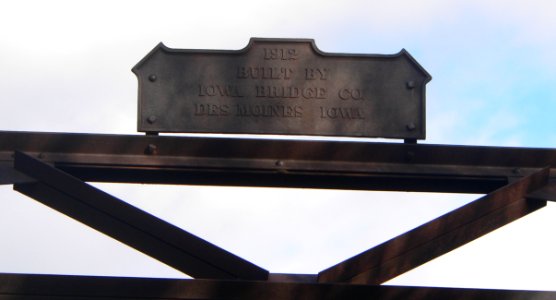 1912
BUILT BY
IOWA BRIDGE CO.
DES MOINES IOWA